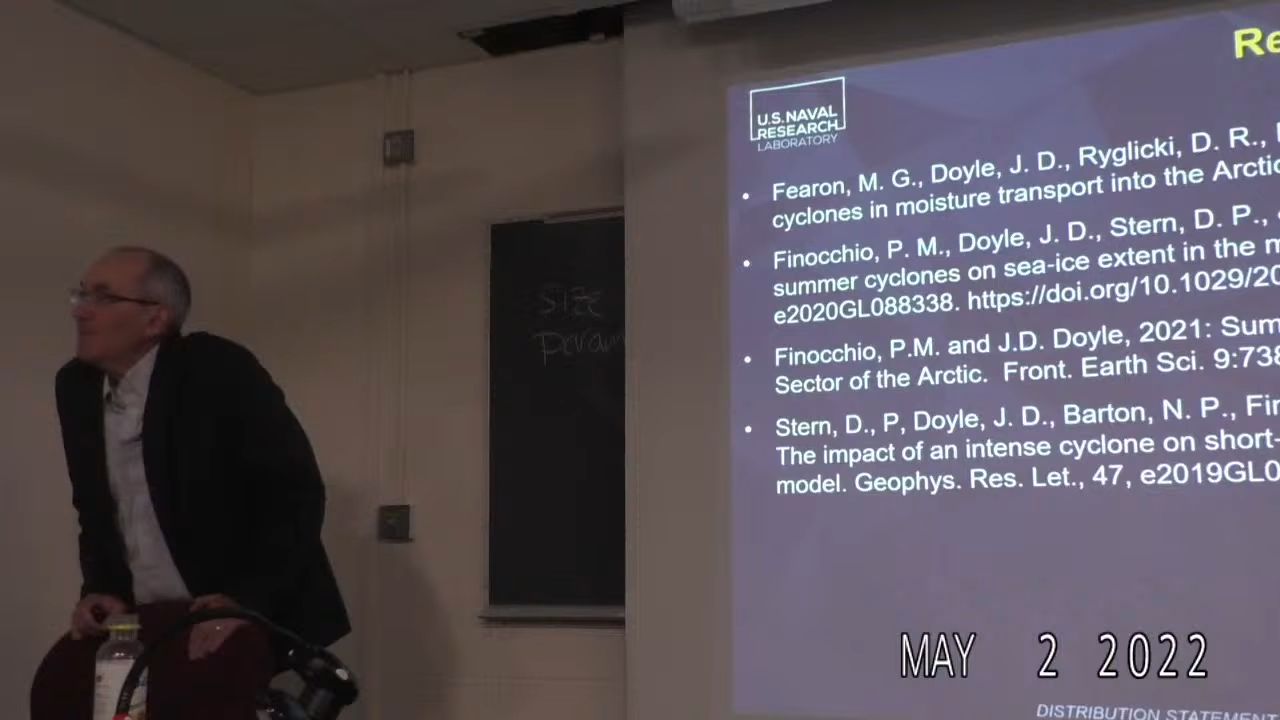 Re
U.S. NAVAL
RESEARCH
LABORATORY
• Fearon, M. G., Doyle, J. D., Ryglicki, D. R.,
cyclones in moisture transport into the Arctic
• Finocchio, P. M., Doyle, J. D., Stern, D. P.,
summer cyclones on sea-ice extent in the m
e2020GL088338. https://doi.org/10.1029/20
• Finocchio, P.M. and J.D. Doyle, 2021: Sum
Sector of the Arctic. Front. Earth Sci. 9:738
• Stern, D., P, Doyle, J. D., Barton, N. P., Fin
The impact of an intense cyclone on short-
model. Geophys. Res. Let., 47, e2019GL0
size
param
MAY 2 2022
DISTRIBUTION STATEMENT